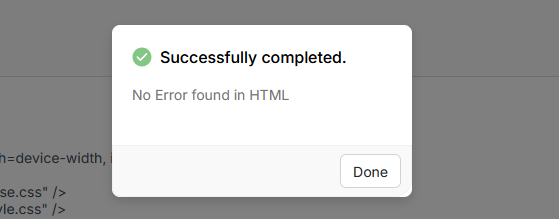 Successfully completed.
No Error found in HTML
h=device-width, i
Done
se.css" />
yle.css" />